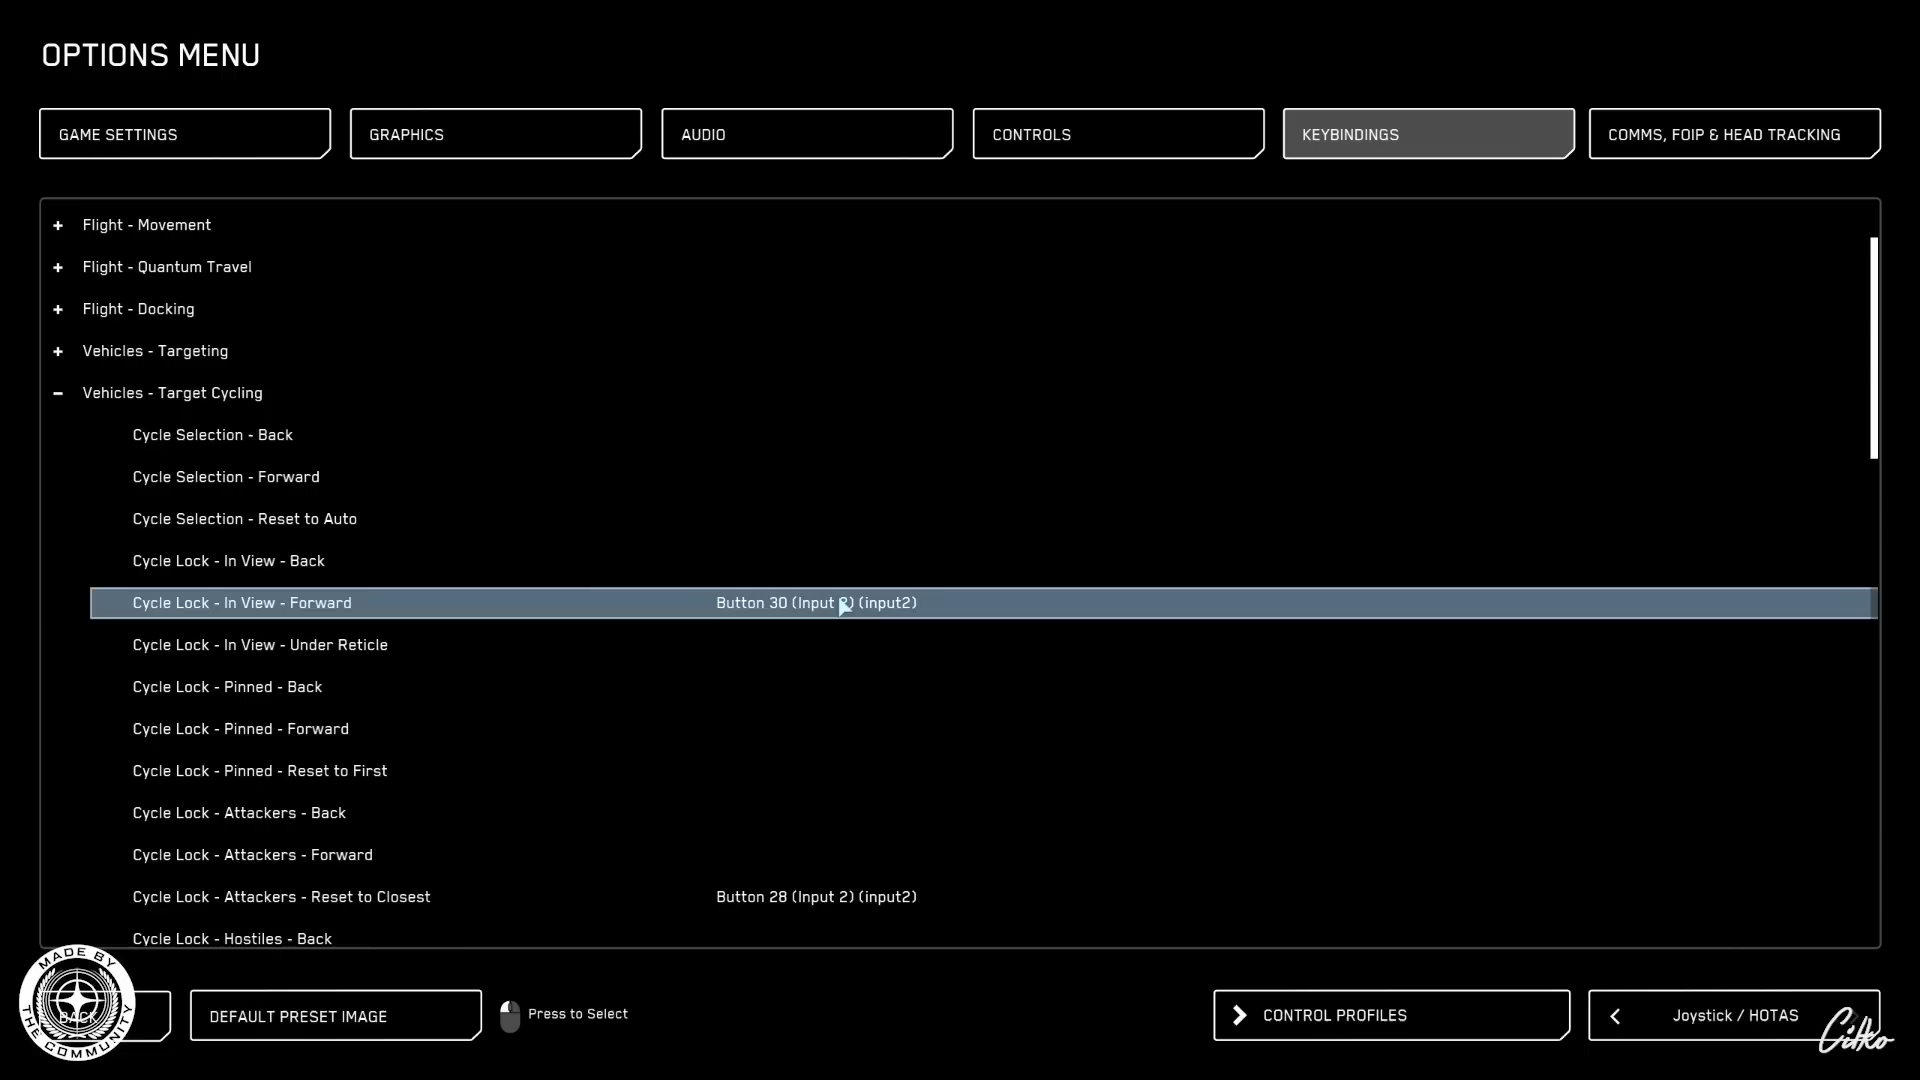 OPTIONS MENU
GAME SETTINGS
GRAPHICS
AUDIO
CONTROLS
KEYBINDINGS
COMMS, FOIP & HEAD TRACKING
+ Flight - Movement
+ Flight - Quantum Travel
+ Flight - Docking
+ Vehicles - Targeting
- Vehicles - Target Cycling
Cycle Selection - Back
Cycle Selection - Forward
Cycle Selection - Reset to Auto
Cycle Lock - In View - Back
Cycle Lock - In View - Forward Button 30 (Input 2) (input2)
Cycle Lock - In View - Under Reticle
Cycle Lock - Pinned - Back
Cycle Lock - Pinned - Forward
Cycle Lock - Pinned - Reset to First
Cycle Lock - Attackers - Back
Cycle Lock - Attackers - Forward
Cycle Lock - Attackers - Reset to Closest Button 28 (Input 2) (input2)
Cycle Lock - Hostiles - Back
MADE BY
THE COMMUNITY
BACK
DEFAULT PRESET IMAGE
Press to Select
CONTROL PROFILES
Joystick / HOTAS